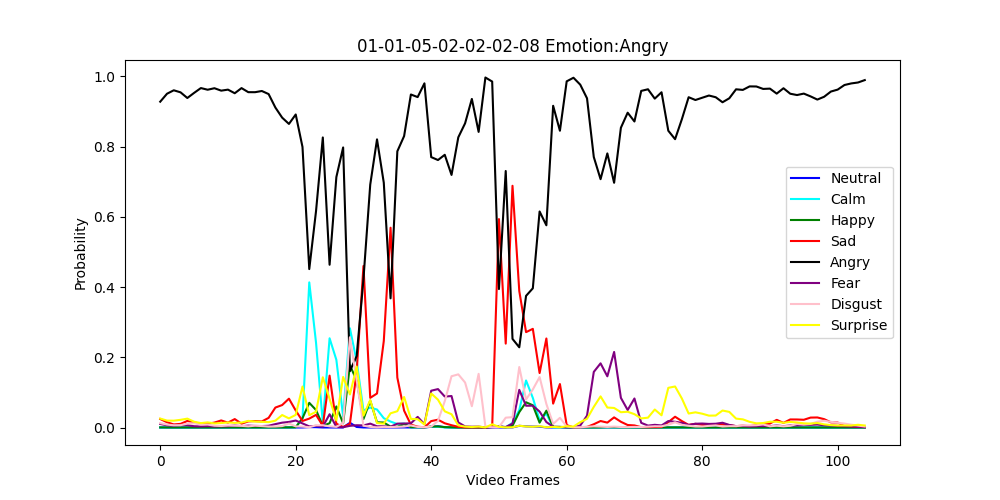 01-01-05-02-02-02-08 Emotion:Angry
Probability
1.0
0.8
0.6
0.4
0.2
0.0
0
20
40
60
80
100
Video Frames
Neutral
Calm
Happy
Sad
Angry
Fear
Disgust
Surprise